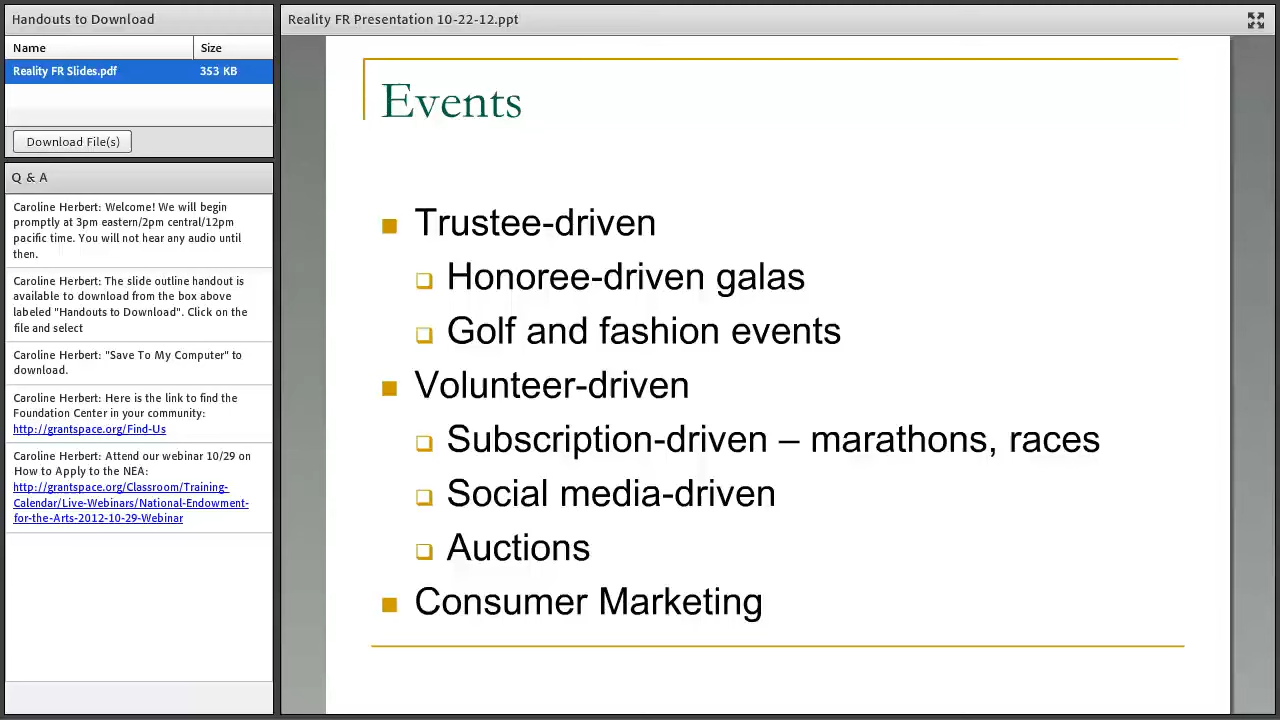 Handouts to Download
Name Size
Reality FR Slides.pdf 353 KB
Download File(s)
Q & A
Caroline Herbert: Welcome! We will begin
promptly at 3pm eastern/2pm central/12pm
pacific time. You will not hear any audio until
then.
Caroline Herbert: The slide outline handout is
available to download from the box above
labeled "Handouts to Download". Click on the
file and select
Caroline Herbert: "Save To My Computer" to
download.
Caroline Herbert: Here is the link to find the
Foundation Center in your community:
http://grantspace.org/Find-Us
Caroline Herbert: Attend our webinar 10/29 on
How to Apply to the NEA:
http://grantspace.org/Classroom/Training-
Calendar/Live-Webinars/National-Endowment-
for-the-Arts-2012-10-29-Webinar
Reality FR Presentation 10-22-12.ppt
Events
Trustee-driven
Honoree-driven galas
Golf and fashion events
Volunteer-driven
Subscription-driven – marathons, races
Social media-driven
Auctions
Consumer Marketing